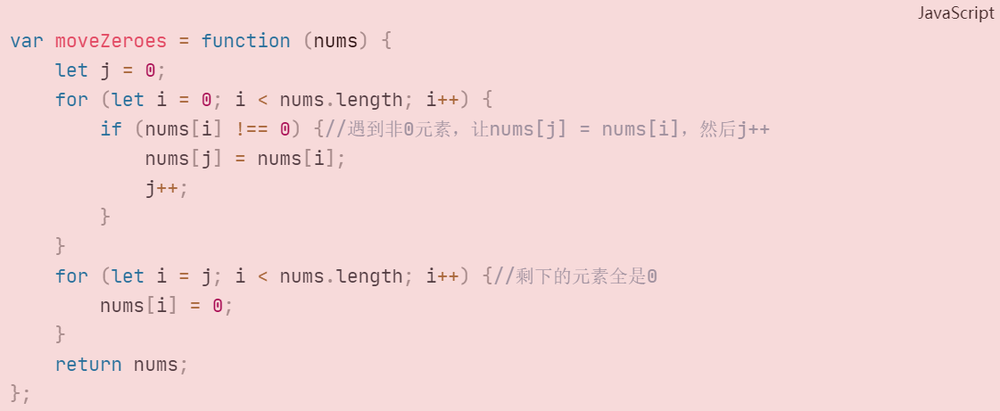 JavaScript
var moveZeroes = function (nums) {
    let j = 0;
    for (let i = 0; i < nums.length; i++) {
        if (nums[i] !== 0) {//遇到非0元素，让nums[j] = nums[i]，然后j++
            nums[j] = nums[i];
            j++;
        }
    }
    for (let i = j; i < nums.length; i++) {//剩下的元素全是0
        nums[i] = 0;
    }
    return nums;
};